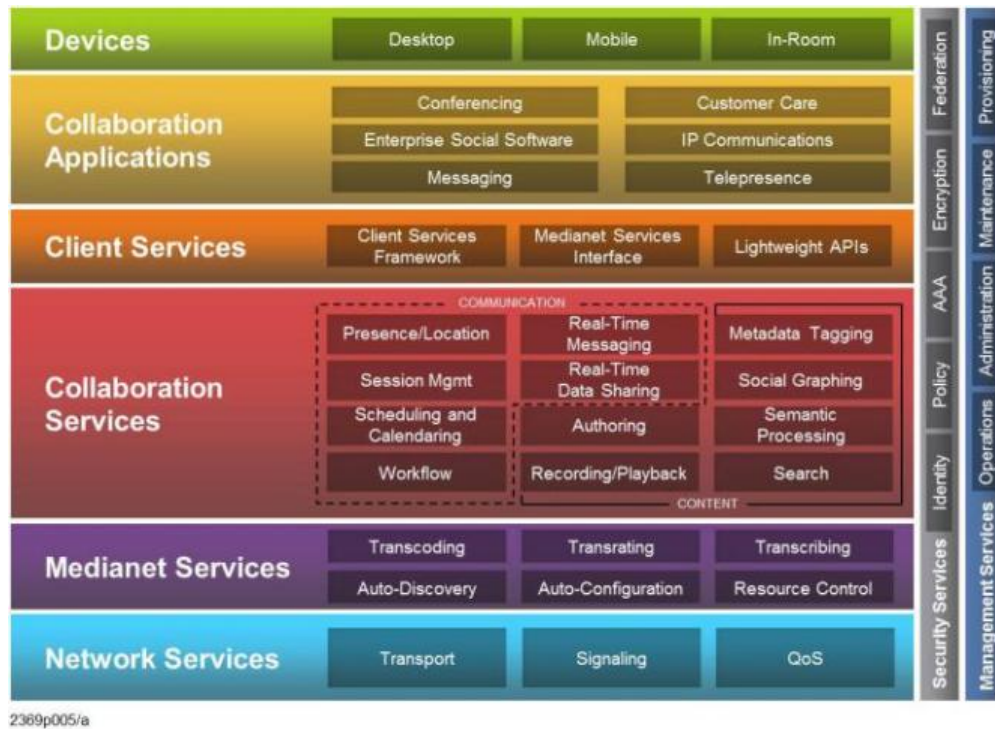 Devices
Desktop
Mobile
In-Room
Collaboration
Applications
Conferencing
Customer Care
Enterprise Social Software
IP Communications
Messaging
Telepresence
Client Services
Client Services
Framework
Medianet Services
Interface
Lightweight APIs
Collaboration
Services
COMMUNICATION
Presence/Location
Real-Time
Messaging
Metadata Tagging
Session Mgmt
Real-Time
Data Sharing
Social Graphing
Scheduling and
Calendaring
Authoring
Semantic
Processing
Workflow
Recording/Playback
Search
CONTENT
Medianet Services
Transcoding
Transrating
Transcribing
Auto-Discovery
Auto-Configuration
Resource Control
Network Services
Transport
Signaling
QoS
Security Services
Identity
Policy
AAA
Encryption
Federation
Management Services
Operations
Administration
Maintenance
Provisioning
2369p005/a